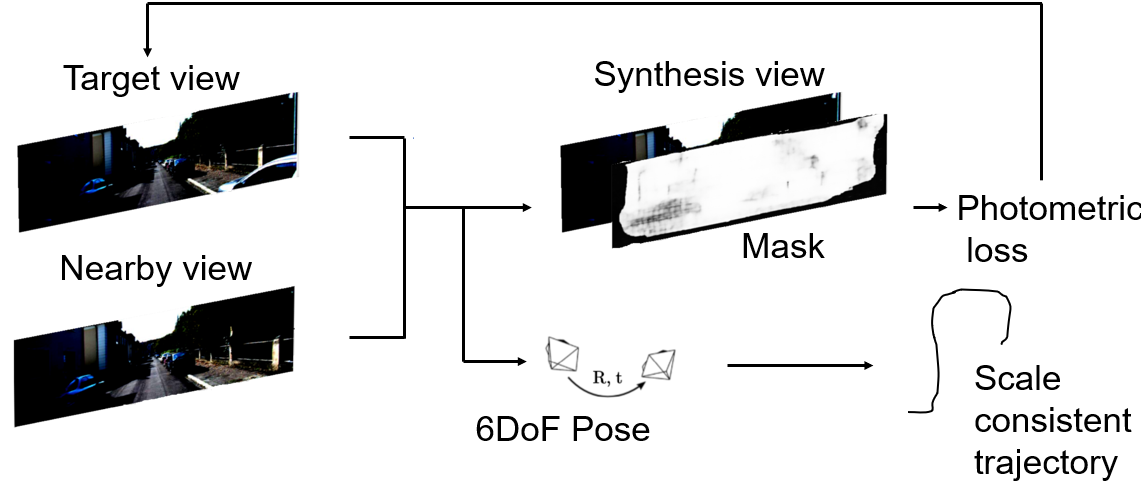 Target view
Synthesis view
Mask
Photometric
loss
Nearby view
R, t
6DoF Pose
Scale
consistent
trajectory